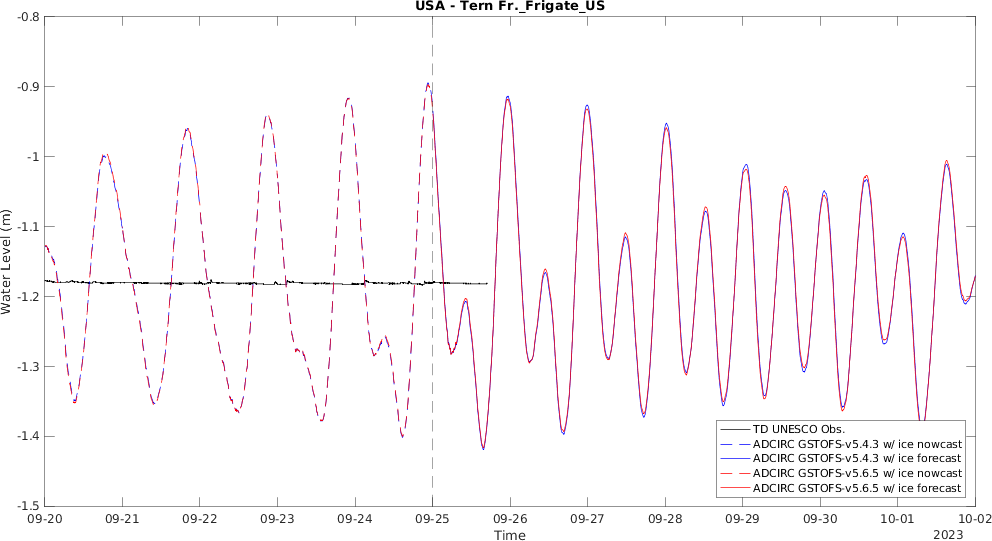 USA - Tern Fr._Frigate_US
Water Level (m)
-0.8
-0.9
-1
-1.1
-1.2
-1.3
-1.4
-1.5
TD UNESCO Obs.
ADCIRC GSTOFS-v5.4.3 w/ ice nowcast
ADCIRC GSTOFS-v5.4.3 w/ ice forecast
ADCIRC GSTOFS-v5.6.5 w/ ice nowcast
ADCIRC GSTOFS-v5.6.5 w/ ice forecast
09-20 09-21 09-22 09-23 09-24 09-25 09-26 09-27 09-28 09-29 09-30 10-01 10-02
Time
2023